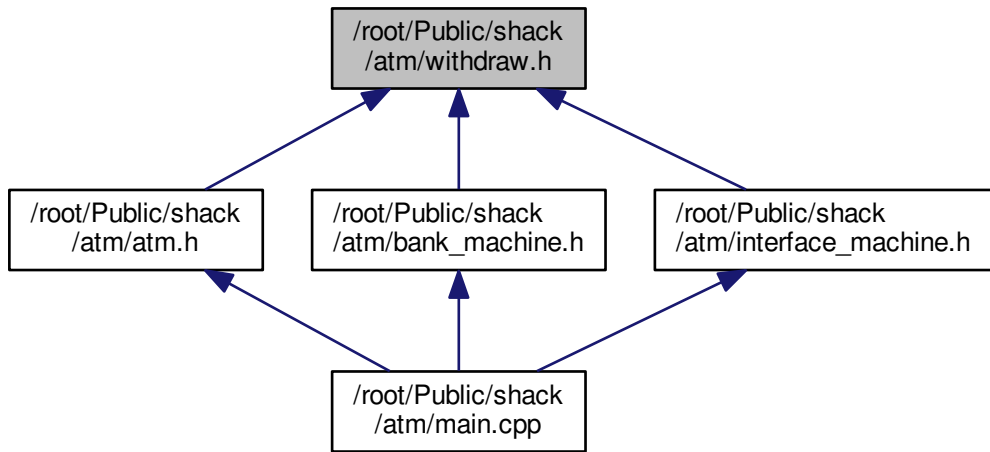 /root/Public/shack
/atm/withdraw.h
/root/Public/shack
/atm/atm.h
/root/Public/shack
/atm/bank_machine.h
/root/Public/shack
/atm/interface_machine.h
/root/Public/shack
/atm/main.cpp